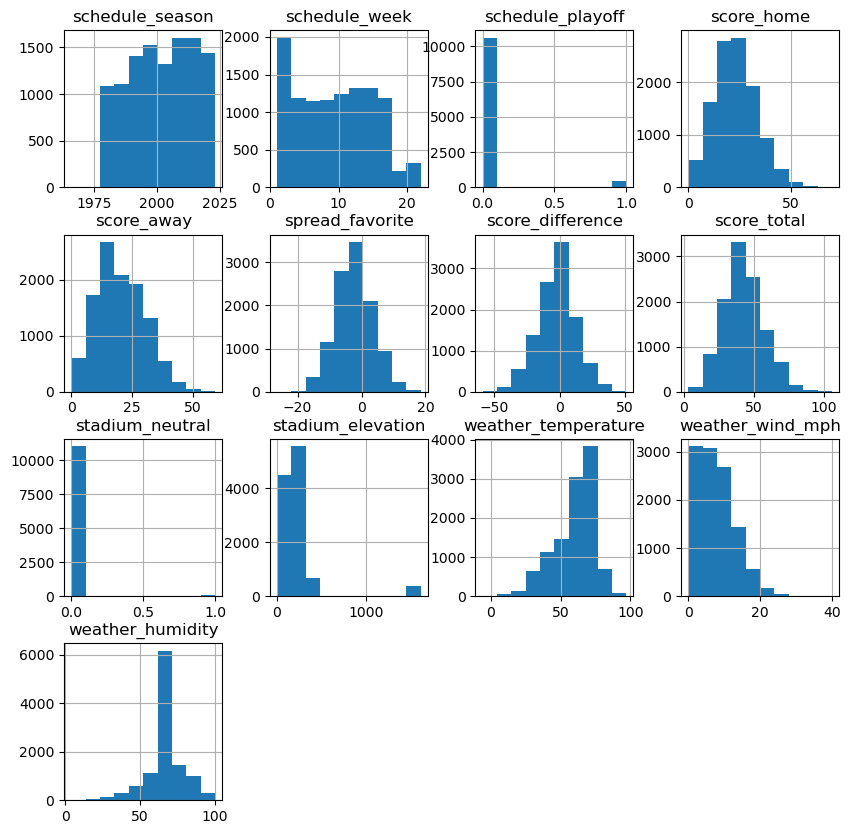 schedule_season schedule_week schedule_playoff score_home
1500 1000 500 0
1975 2000 2025
2000 1500 1000 500 0
0 10 20
10000 7500 5000 2500 0
0.0 0.5 1.0
2000 1000 0
0 50
score_away spread_favorite score_difference score_total
2000 1000 0
0 25 50
3000 2000 1000 0
−20 0 20
3000 2000 1000 0
−50 0 50
3000 2000 1000 0
0 50 100
stadium_neutral stadium_elevation weather_temperature weather_wind_mph
10000 7500 5000 2500 0
0.0 0.5 1.0
4000 2000 0
0 1000
4000 3000 2000 1000 0
0 50 100
3000 2000 1000 0
0 20 40
weather_humidity
6000 4000 2000 0
0 50 100